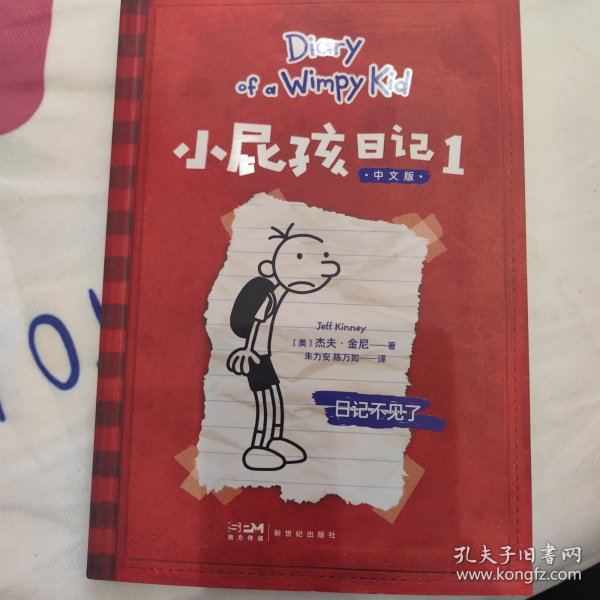 Diary
of a Wimpy Kid
小屁孩日记1
·中文版·
Jeff Kinney
[美] 杰夫·金尼——著
朱力安 陈万如——译
日记不见了
SPM
南方传媒
新世纪出版社
YOU
孔夫子旧书网
www.kongfz.com